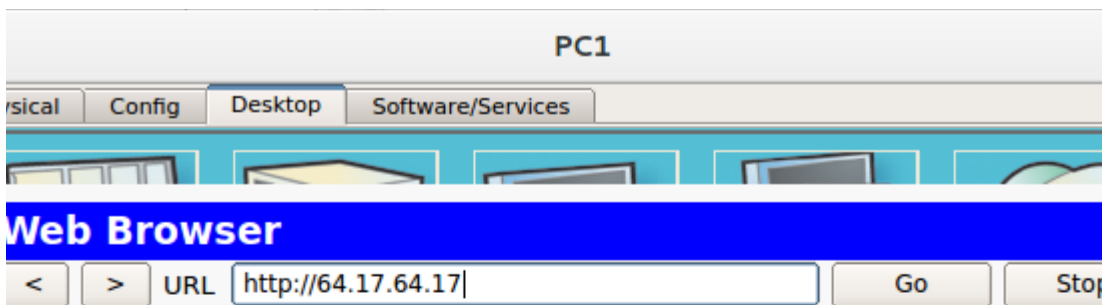 PC1
ysical Config Desktop Software/Services
Web Browser
< > URL http://64.17.64.17 Go Stop